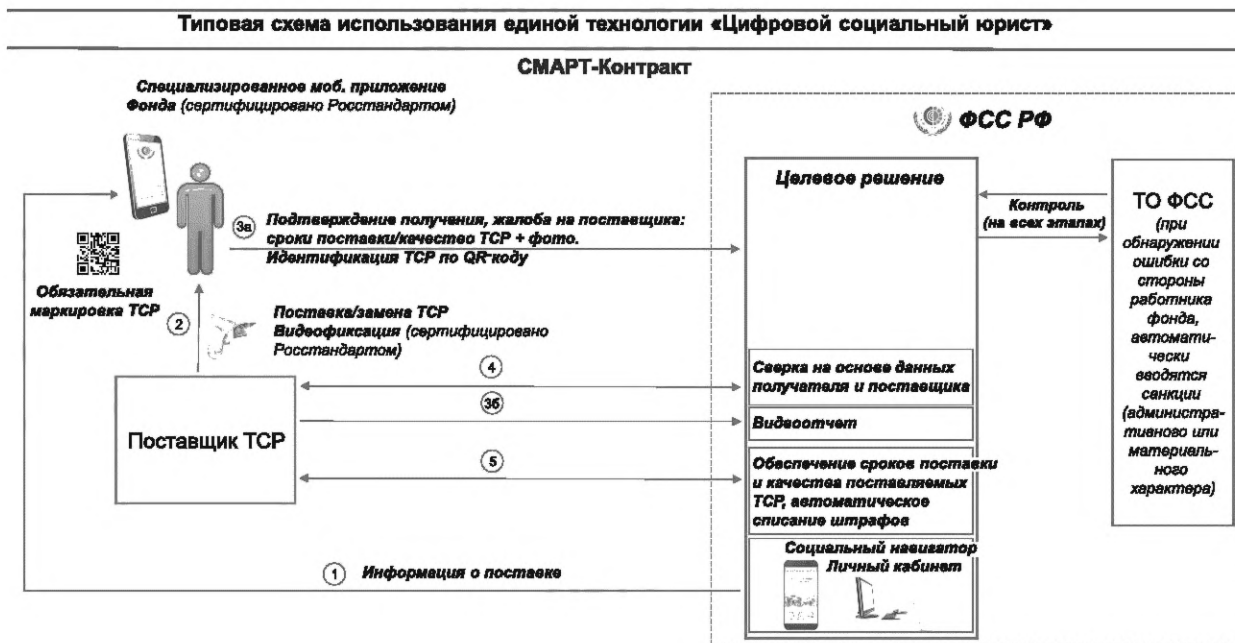 Типовая схема использования единой технологии «Цифровой социальный юрист»
СМАРТ-Контракт
Специализированное моб. приложение
Фонда (сертифицировано Росстандартом)
ФСС РФ
Целевое решение
Контроль
(на всех этапах)
ТО ФСС
(при
обнаружении
ошибки со
стороны
работника
фонда,
автомати-
чески
вводятся
санкции
(администра-
тивного или
материаль-
ного
характера)
3а
Подтверждение получения, жалоба на поставщика:
сроки поставки/качество ТСР + фото.
Идентификация ТСР по QR-коду
Обязательная
маркировка ТСР
2
Поставка/замена ТСР
Видеофиксация (сертифицировано
Росстандартом)
4
Сверка на основе данных
получателя и поставщика
3б
Видеоотчет
Поставщик ТСР
5
Обеспечение сроков поставки
и качества поставляемых
ТСР, автоматическое
списание штрафов
Социальный навигатор
Личный кабинет
1
Информация о поставке